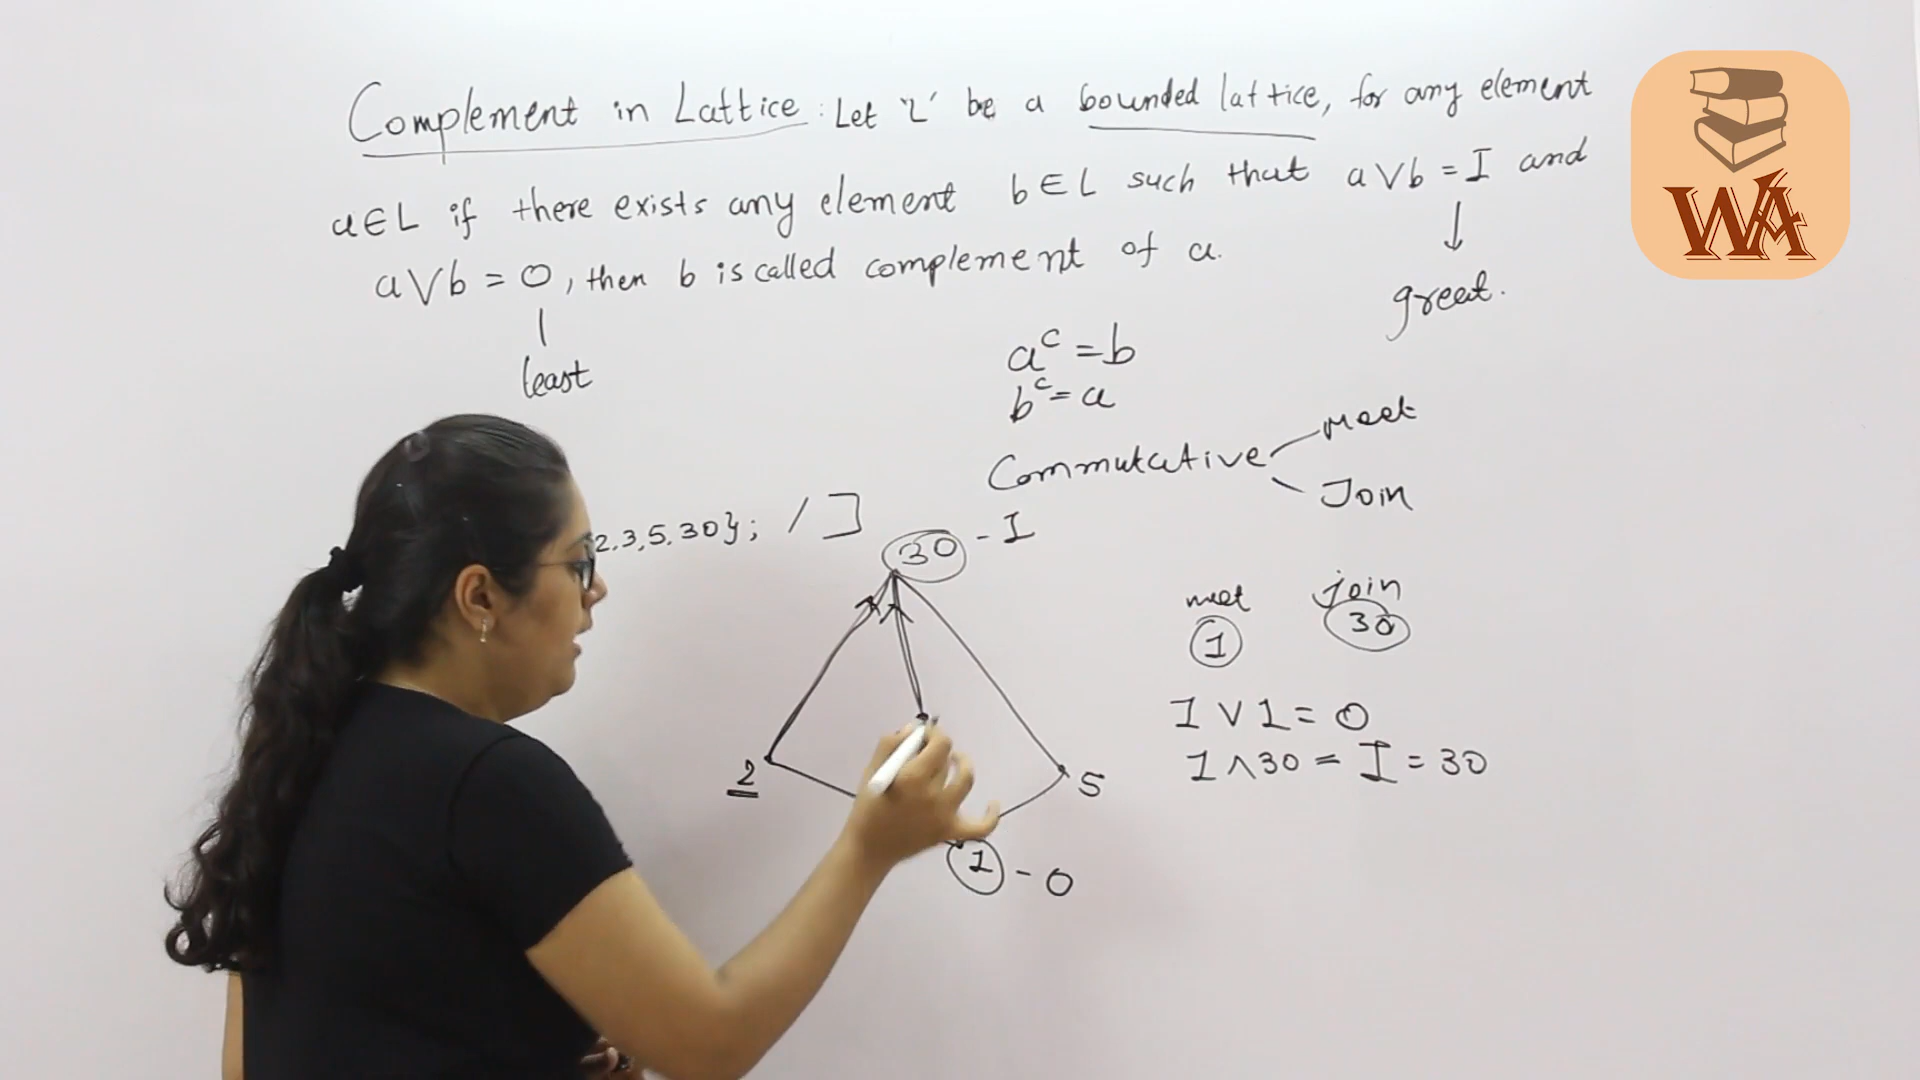 Complement in Lattice : Let 'L' be a bounded lattice, for any element
a∈L if there exists any element b∈L such that a∨b = I and
a∨b = 0, then b is called complement of a.
great.
least
a^c = b
b^c = a
Commutative
Meet
Join
2,3,5,30}; /]
30 - I
2
5
1 - 0
meet join
1 30
1 ∨ 1 = 0
1 ∧ 30 = I = 30
WA